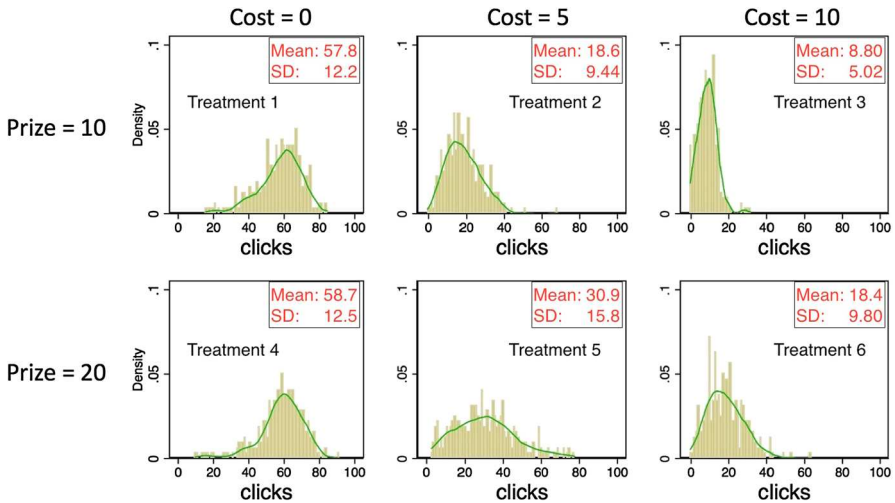 Cost = 0 Cost = 5 Cost = 10
Prize = 10
Density
.1
.05
0
Mean: 57.8
SD: 12.2
Treatment 1
0 20 40 60 80 100
clicks
.1
.05
0
Mean: 18.6
SD: 9.44
Treatment 2
0 20 40 60 80 100
clicks
.1
.05
0
Mean: 8.80
SD: 5.02
Treatment 3
0 20 40 60 80 100
clicks
Prize = 20
Density
.1
.05
0
Mean: 58.7
SD: 12.5
Treatment 4
0 20 40 60 80 100
clicks
.1
.05
0
Mean: 30.9
SD: 15.8
Treatment 5
0 20 40 60 80 100
clicks
.1
.05
0
Mean: 18.4
SD: 9.80
Treatment 6
0 20 40 60 80 100
clicks